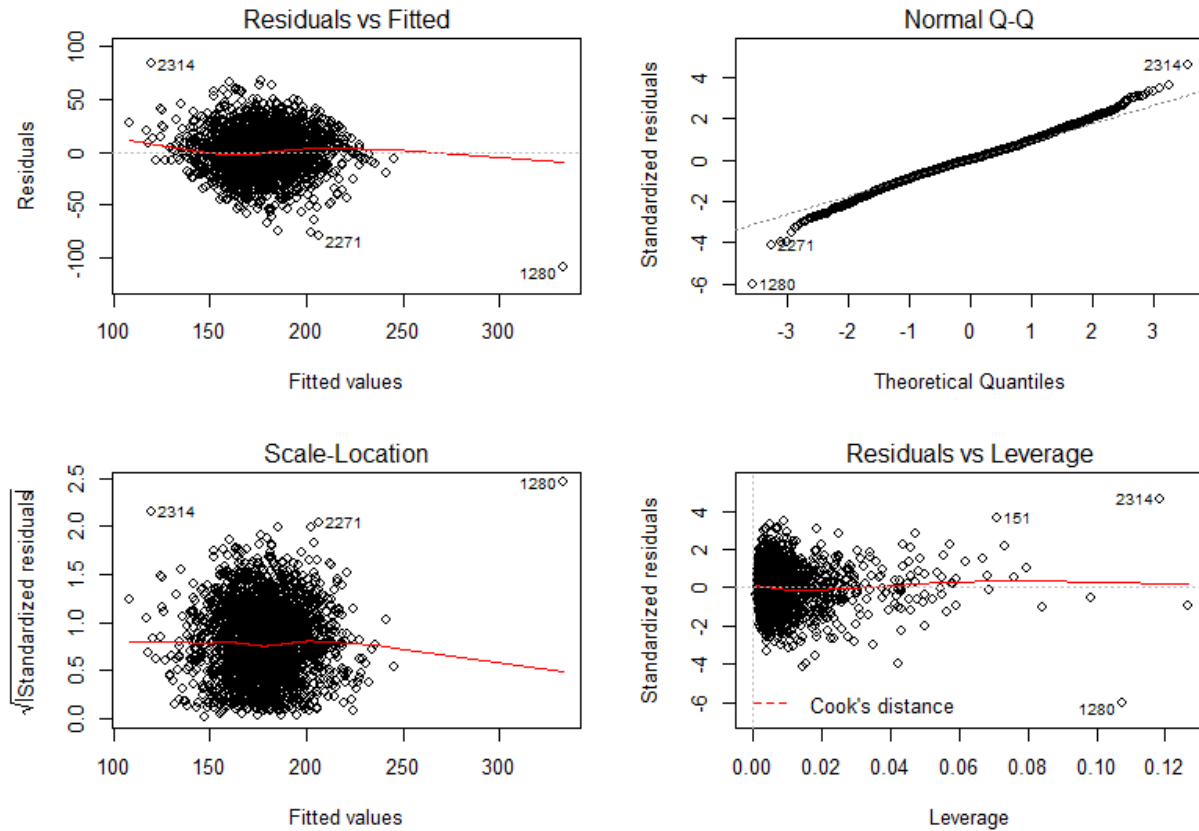 Residuals vs Fitted
Residuals
100
50
0
-50
-100
2314
2271
1280
100 150 200 250 300
Fitted values
Normal Q-Q
Standardized residuals
4
2
0
-2
-4
-6
2314
2271
1280
-3 -2 -1 0 1 2 3
Theoretical Quantiles
Scale-Location
√|Standardized residuals|
2.5
2.0
1.5
1.0
0.5
0.0
1280
2314
2271
100 150 200 250 300
Fitted values
Residuals vs Leverage
Standardized residuals
4
2
0
-2
-4
-6
2314
151
Cook's distance
1280
0.00 0.02 0.04 0.06 0.08 0.10 0.12
Leverage